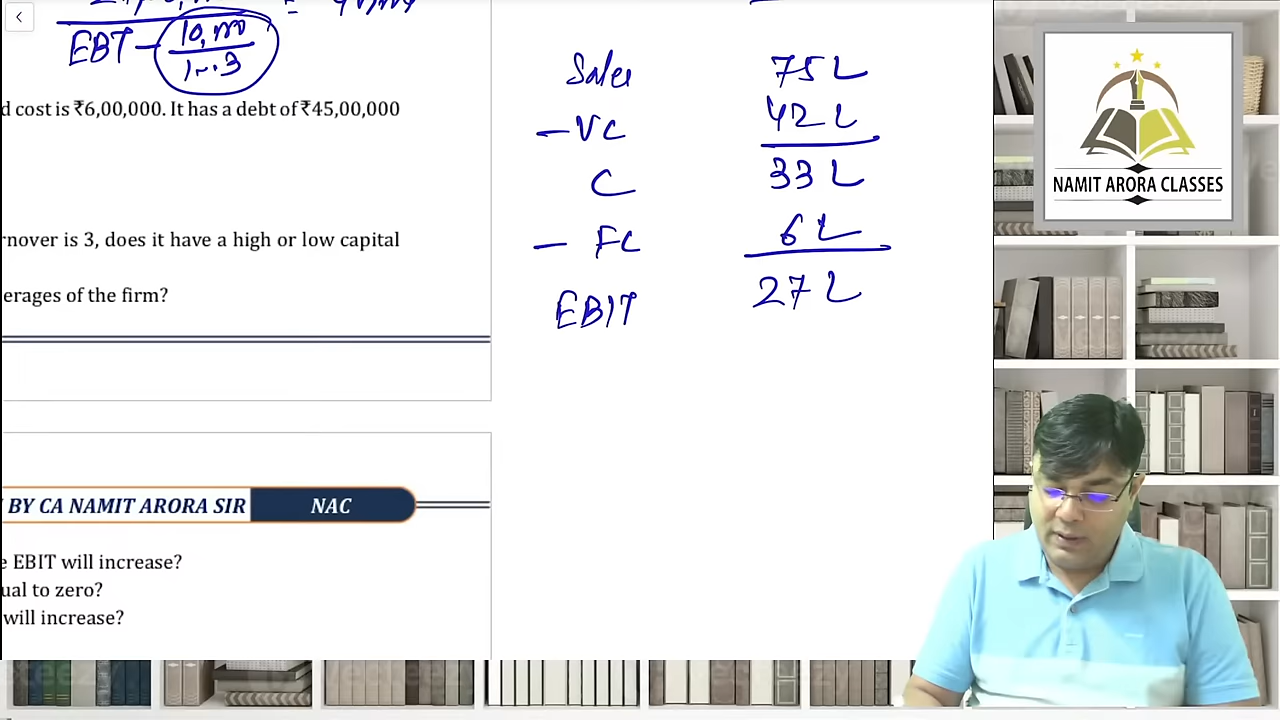 EBT - 10,000
1-.3
d cost is ₹6,00,000. It has a debt of ₹45,00,000
rnover is 3, does it have a high or low capital
erages of the firm?
BY CA NAMIT ARORA SIR NAC
e EBIT will increase?
ual to zero?
will increase?
Sales 75 L
- VC 42 L
C 33 L
- FC 6 L
EBIT 27 L
NAMIT ARORA CLASSES